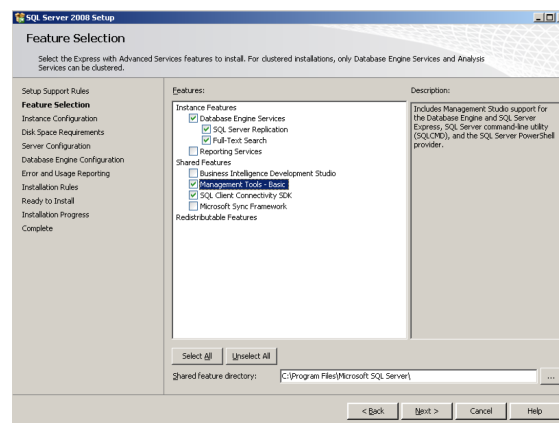 SQL Server 2008 Setup
Feature Selection
Select the Express with Advanced Services features to install. For clustered installations, only Database Engine Services and Analysis
Services can be clustered.
Setup Support Rules
Feature Selection
Instance Configuration
Disk Space Requirements
Server Configuration
Database Engine Configuration
Error and Usage Reporting
Installation Rules
Ready to Install
Installation Progress
Complete
Features:
Instance Features
Database Engine Services
SQL Server Replication
Full-Text Search
Reporting Services
Shared Features
Business Intelligence Development Studio
Management Tools - Basic
SQL Client Connectivity SDK
Microsoft Sync Framework
Redistributable Features
Description:
Includes Management Studio support for
the Database Engine and SQL Server
Express, SQL Server command-line utility
(SQLCMD), and the SQL Server PowerShell
provider.
Select All
Unselect All
Shared feature directory:
C:\Program Files\Microsoft SQL Server\
...
< Back
Next >
Cancel
Help